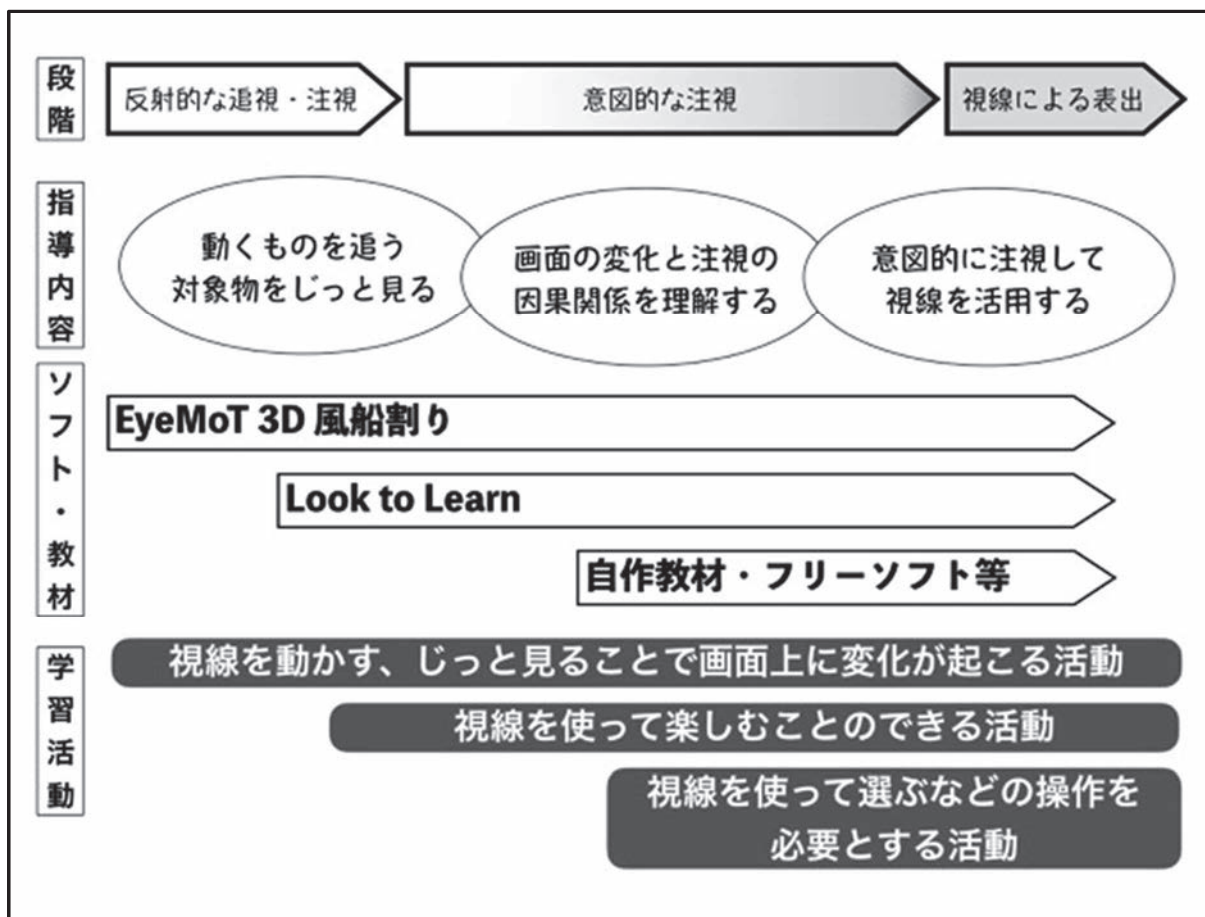 段階
反射的な追視・注視
意図的な注視
視線による表出
指導内容
動くものを追う
対象物をじっと見る
画面の変化と注視の
因果関係を理解する
意図的に注視して
視線を活用する
ソフト・教材
EyeMoT 3D 風船割り
Look to Learn
自作教材・フリーソフト等
学習活動
視線を動かす、じっと見ることで画面上に変化が起こる活動
視線を使って楽しむことのできる活動
視線を使って選ぶなどの操作を
必要とする活動